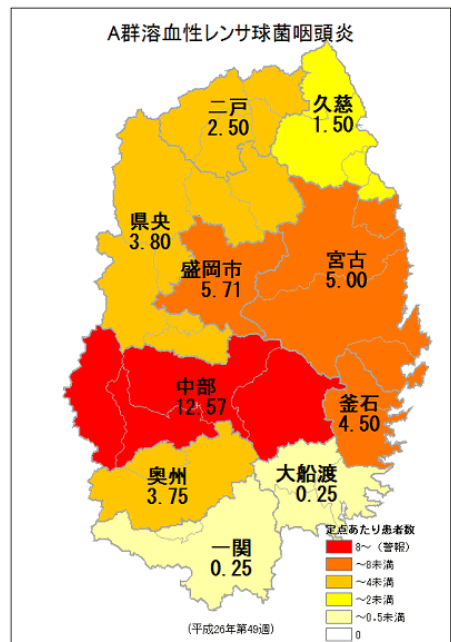 A群溶血性レンサ球菌咽頭炎
二戸
2.50
久慈
1.50
県央
3.80
盛岡市
5.71
宮古
5.00
中部
12.57
釜石
4.50
奥州
3.75
大船渡
0.25
一関
0.25
定点あたり患者数
8～（警報）
～8未満
～4未満
～2未満
～0.5未満
0
(平成26年第49週)